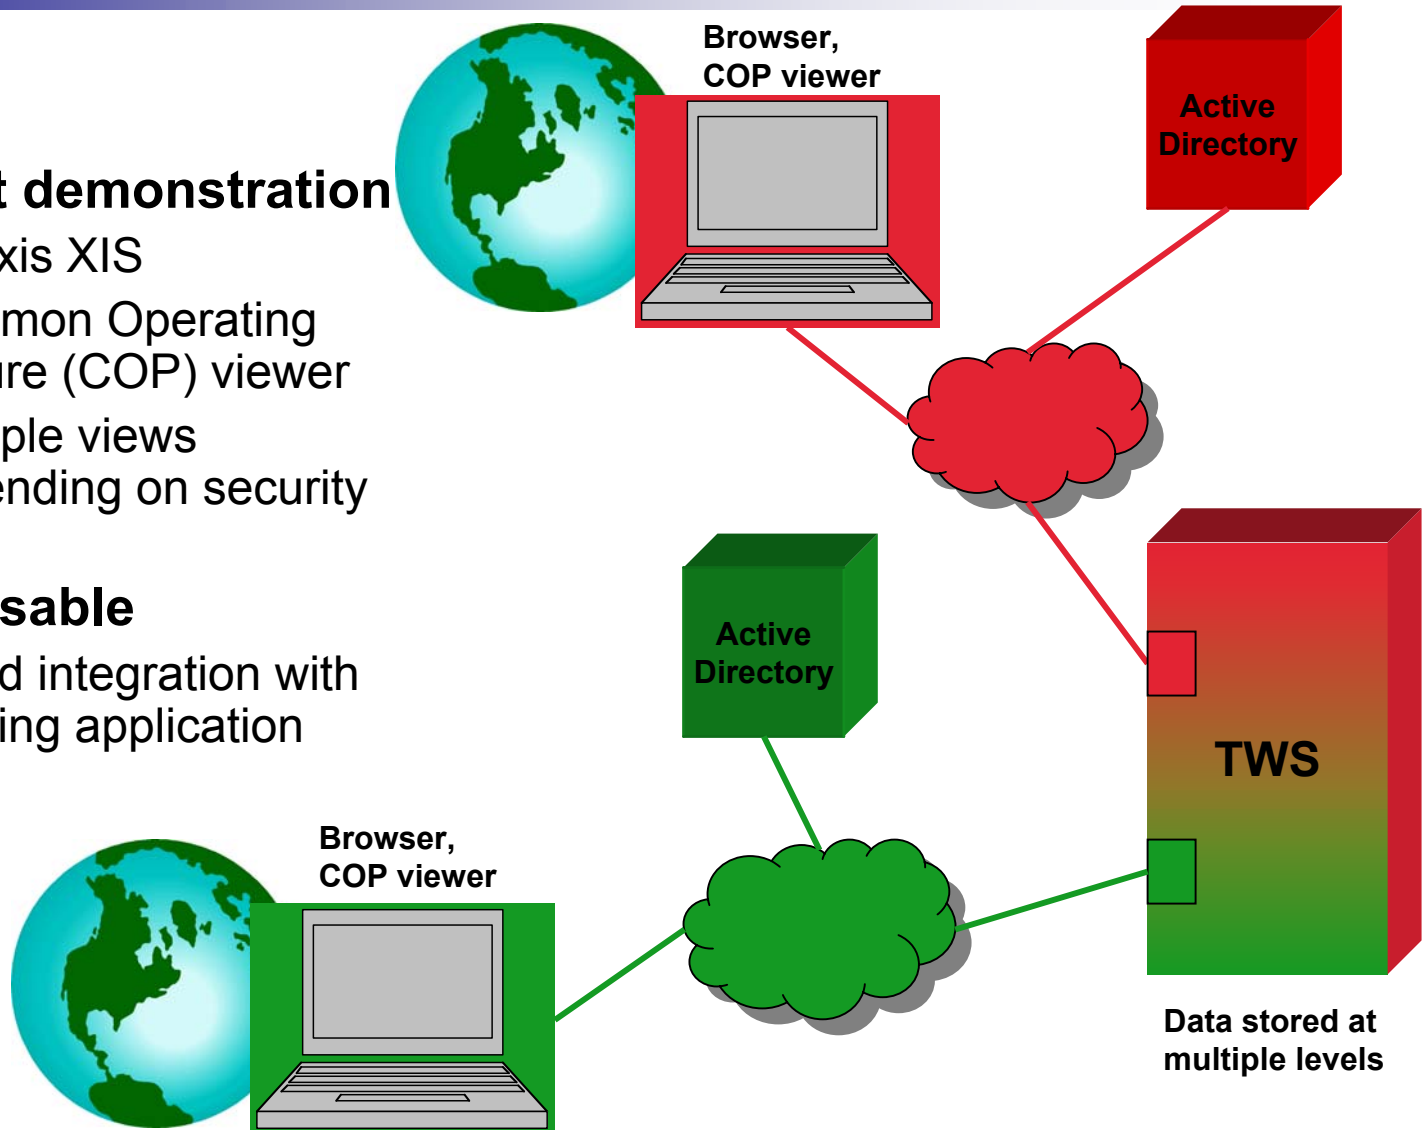 Browser,
COP viewer
Active
Directory
t demonstration
xis XIS
mon Operating
ure (COP) viewer
ple views
ending on security
sable
d integration with
ing application
Active
Directory
TWS
Browser,
COP viewer
Data stored at
multiple levels